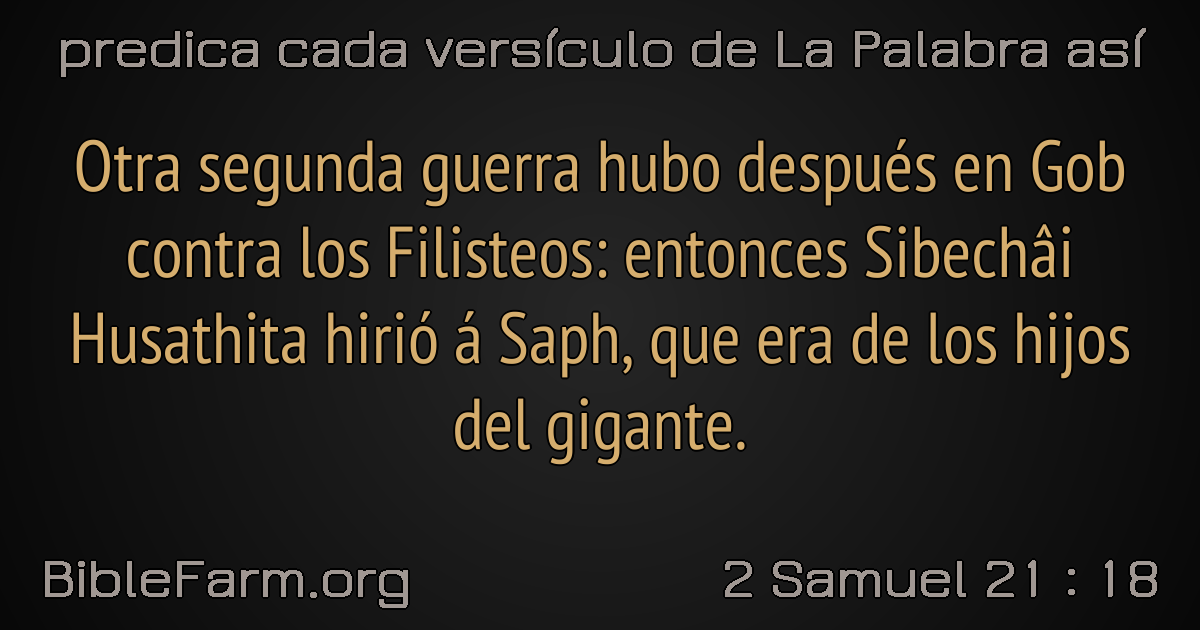 predica cada versículo de La Palabra así
Otra segunda guerra hubo después en Gob
contra los Filisteos: entonces Sibechâi
Husathita hirió á Saph, que era de los hijos
del gigante.
BibleFarm.org
2 Samuel 21 : 18